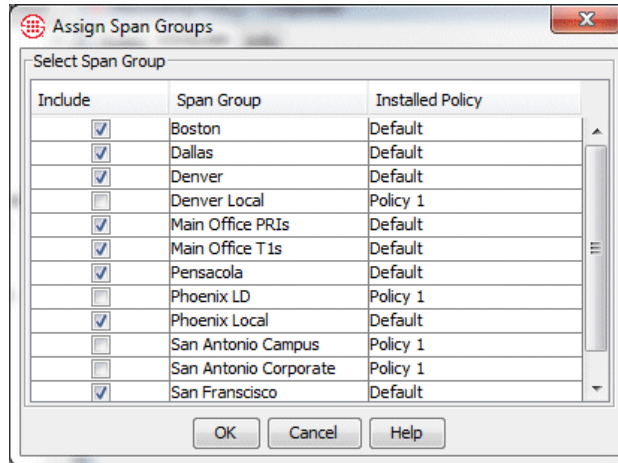 Assign Span Groups
Select Span Group
Include Span Group Installed Policy
Boston Default
Dallas Default
Denver Default
Denver Local Policy 1
Main Office PRIs Default
Main Office T1s Default
Pensacola Default
Phoenix LD Policy 1
Phoenix Local Default
San Antonio Campus Policy 1
San Antonio Corporate Policy 1
San Franscisco Default
OK Cancel Help